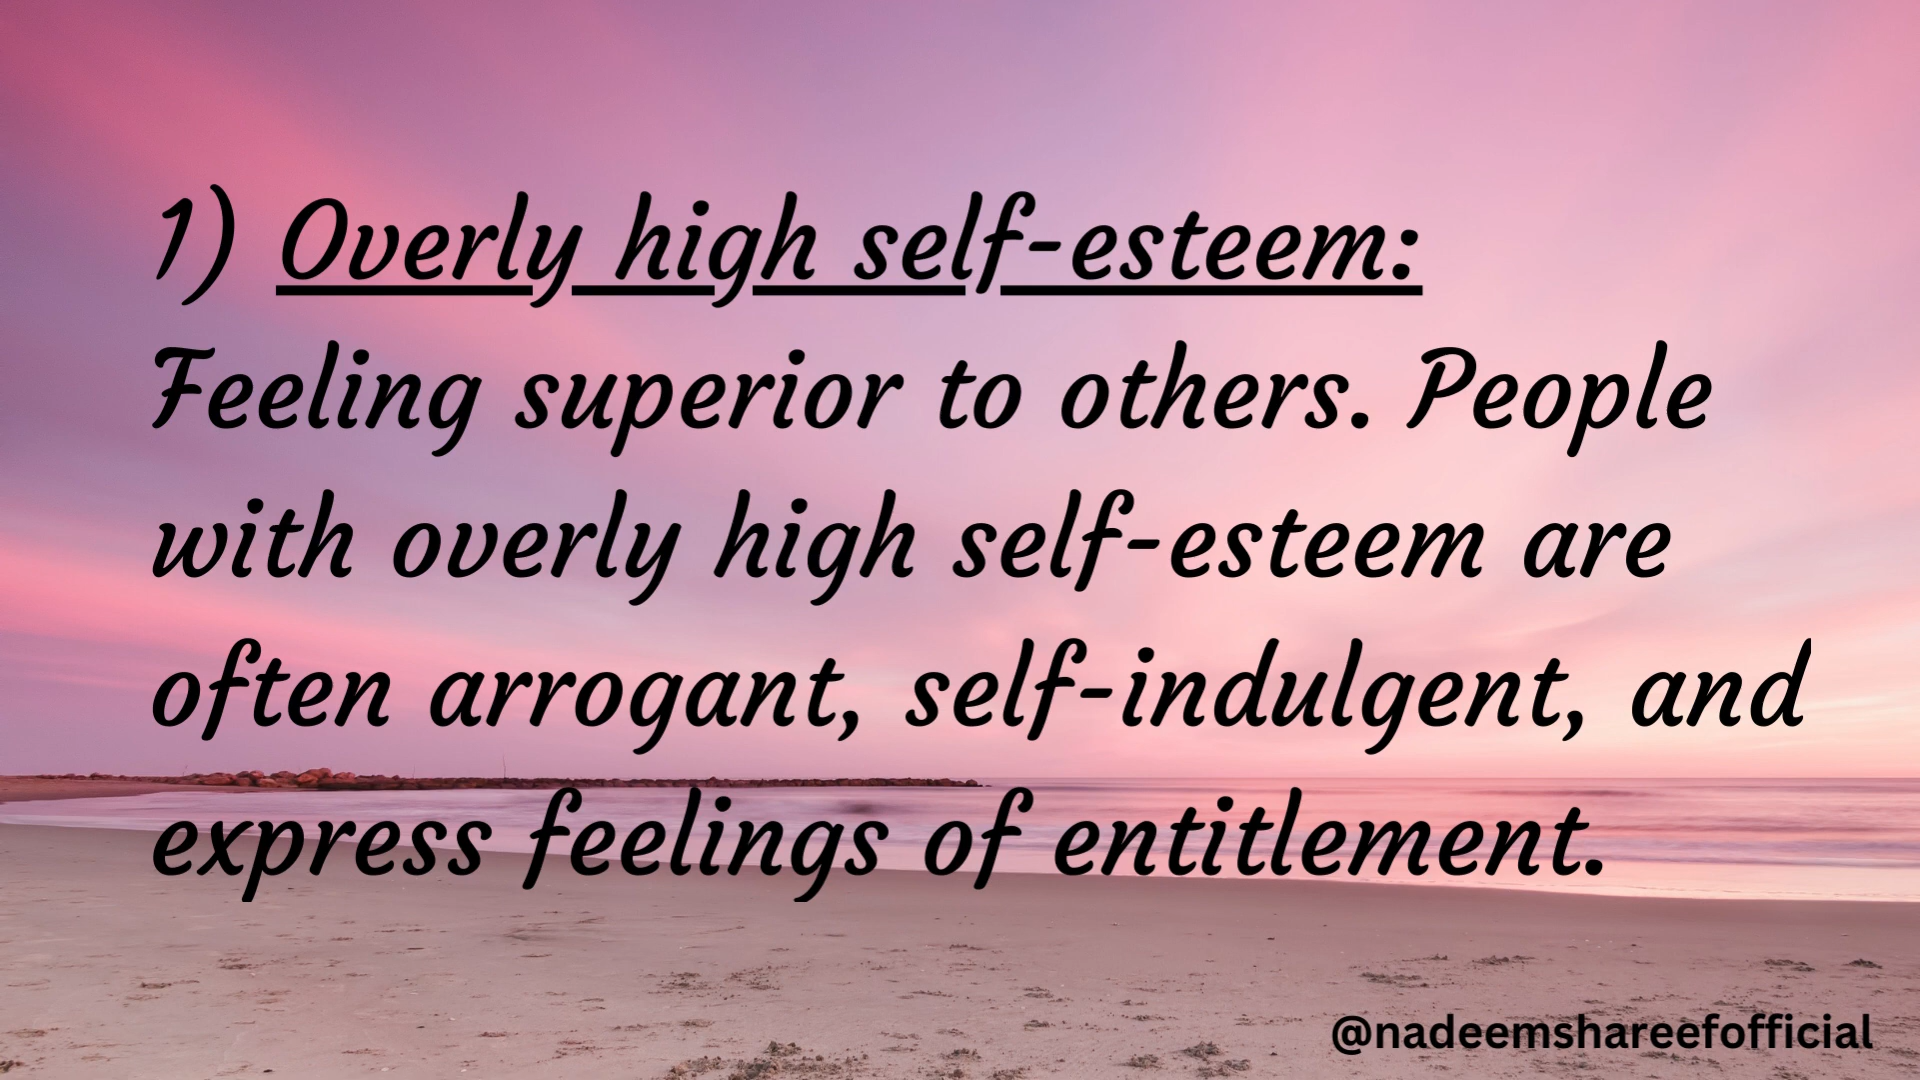 1) Overly high self-esteem:
Feeling superior to others. People
with overly high self-esteem are
often arrogant, self-indulgent, and
express feelings of entitlement.
@nadeemshareefofficial